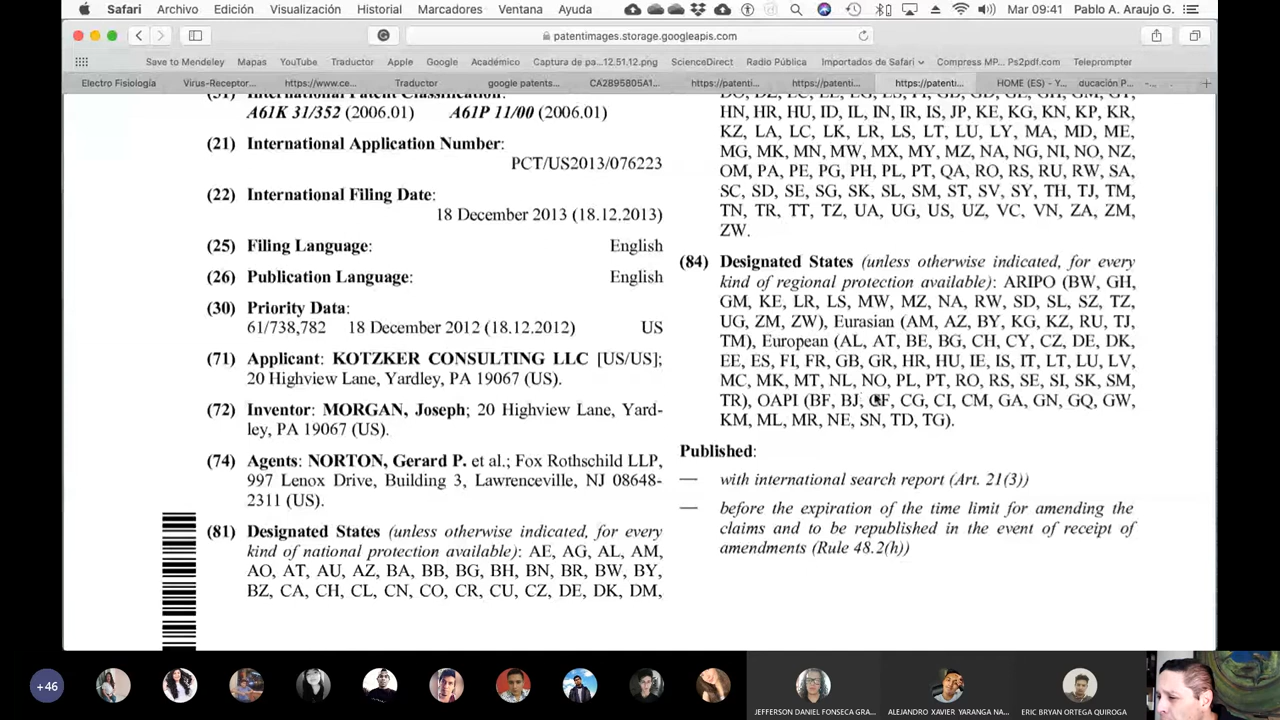 Safari Archivo Edición Visualización Historial Marcadores Ventana Ayuda Mar 09:41 Pablo A. Araujo G.
patentimages.storage.googleapis.com
Save to Mendeley Mapas YouTube Traductor Apple Google Académico Captura de pa...12.51.12.png ScienceDirect Radio Pública Importados de Safari Compress MP... Ps2pdf.com Teleprompter
Electro Fisiología Virus-Receptor... https://www.ce... Traductor google patents... CA2895805A1... https://patenti... https://patenti... https://patenti... HOME (ES) - Y... ducación P...
International Patent Classification:
A61K 31/352 (2006.01) A61P 11/00 (2006.01)
(21) International Application Number:
PCT/US2013/076223
(22) International Filing Date:
18 December 2013 (18.12.2013)
(25) Filing Language: English
(26) Publication Language: English
(30) Priority Data:
61/738,782 18 December 2012 (18.12.2012) US
(71) Applicant: KOTZKER CONSULTING LLC [US/US];
20 Highview Lane, Yardley, PA 19067 (US).
(72) Inventor: MORGAN, Joseph; 20 Highview Lane, Yard-
ley, PA 19067 (US).
(74) Agents: NORTON, Gerard P. et al.; Fox Rothschild LLP,
997 Lenox Drive, Building 3, Lawrenceville, NJ 08648-
2311 (US).
(81) Designated States (unless otherwise indicated, for every
kind of national protection available): AE, AG, AL, AM,
AO, AT, AU, AZ, BA, BB, BG, BH, BN, BR, BW, BY,
BZ, CA, CH, CL, CN, CO, CR, CU, CZ, DE, DK, DM,
HN, HR, HU, ID, IL, IN, IR, IS, JP, KE, KG, KN, KP, KR,
KZ, LA, LC, LK, LR, LS, LT, LU, LY, MA, MD, ME,
MG, MK, MN, MW, MX, MY, MZ, NA, NG, NI, NO, NZ,
OM, PA, PE, PG, PH, PL, PT, QA, RO, RS, RU, RW, SA,
SC, SD, SE, SG, SK, SL, SM, ST, SV, SY, TH, TJ, TM,
TN, TR, TT, TZ, UA, UG, US, UZ, VC, VN, ZA, ZM,
ZW.
(84) Designated States (unless otherwise indicated, for every
kind of regional protection available): ARIPO (BW, GH,
GM, KE, LR, LS, MW, MZ, NA, RW, SD, SL, SZ, TZ,
UG, ZM, ZW), Eurasian (AM, AZ, BY, KG, KZ, RU, TJ,
TM), European (AL, AT, BE, BG, CH, CY, CZ, DE, DK,
EE, ES, FI, FR, GB, GR, HR, HU, IE, IS, IT, LT, LU, LV,
MC, MK, MT, NL, NO, PL, PT, RO, RS, SE, SI, SK, SM,
TR), OAPI (BF, BJ, CF, CG, CI, CM, GA, GN, GQ, GW,
KM, ML, MR, NE, SN, TD, TG).
Published:
— with international search report (Art. 21(3))
— before the expiration of the time limit for amending the
claims and to be republished in the event of receipt of
amendments (Rule 48.2(h))
+46
JEFFERSON DANIEL FONSECA GRA... ALEJANDRO XAVIER YARANGA NA... ERIC BRYAN ORTEGA QUIROGA